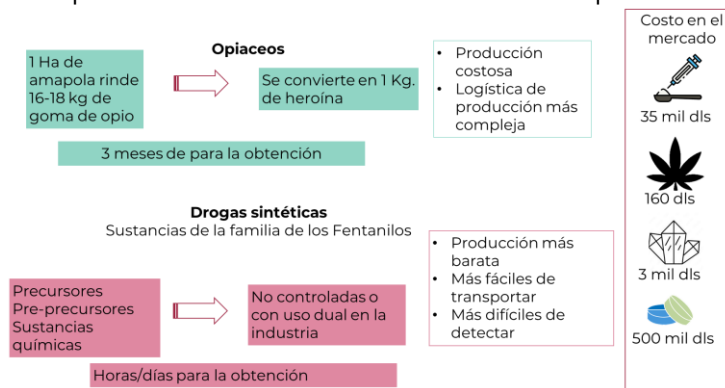 Opiaceos
1 Ha de
amapola rinde
16-18 kg de
goma de opio
Se convierte en 1 Kg.
de heroína
• Producción
costosa
• Logística de
producción más
compleja
3 meses de para la obtención
Drogas sintéticas
Sustancias de la familia de los Fentanilos
Precursores
Pre-precursores
Sustancias
químicas
No controladas o
con uso dual en la
industria
• Producción más
barata
• Más fáciles de
transportar
• Más difíciles de
detectar
Horas/días para la obtención
Costo en el
mercado
35 mil dls
160 dls
3 mil dls
500 mil dls